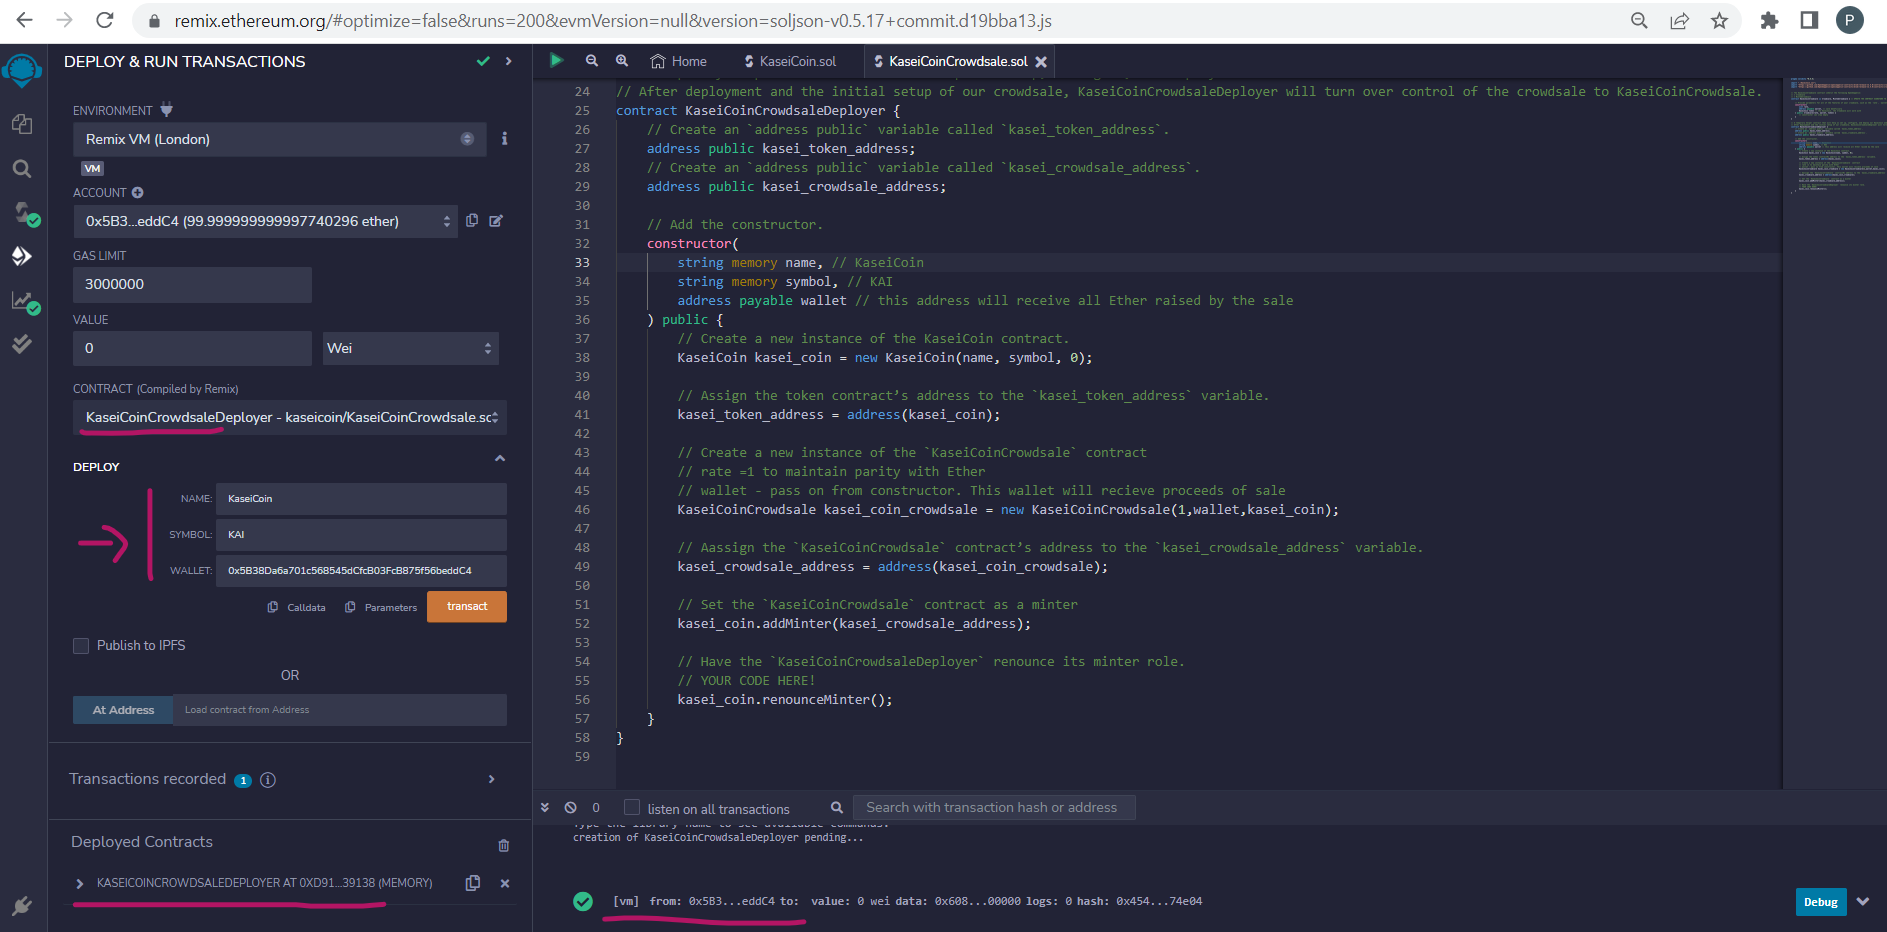 remix.ethereum.org/#optimize=false&runs=200&evmVersion=null&version=soljson-v0.5.17+commit.d19bba13.js
P
DEPLOY & RUN TRANSACTIONS
ENVIRONMENT
Remix VM (London)
VM
ACCOUNT
0x5B3...eddC4 (99.999999999997740296 ether)
GAS LIMIT
3000000
VALUE
0
Wei
CONTRACT (Compiled by Remix)
KaseiCoinCrowdsaleDeployer - kaseicoin/KaseiCoinCrowdsale.sc
DEPLOY
NAME: KaseiCoin
SYMBOL: KAI
WALLET: 0x5B38Da6a701c568545dCfcB03FcB875f56beddC4
Calldata Parameters transact
Publish to IPFS
OR
At Address Load contract from Address
Transactions recorded 1
Deployed Contracts
KASEICOINCROWDSALEDEPLOYER AT 0XD91...39138 (MEMORY)
Home KaseiCoin.sol KaseiCoinCrowdsale.sol
24 // After deployment and the initial setup of our crowdsale, KaseiCoinCrowdsaleDeployer will turn over control of the crowdsale to KaseiCoinCrowdsale.
25 contract KaseiCoinCrowdsaleDeployer {
26 // Create an `address public` variable called `kasei_token_address`.
27 address public kasei_token_address;
28 // Create an `address public` variable called `kasei_crowdsale_address`.
29 address public kasei_crowdsale_address;
30
31 // Add the constructor.
32 constructor(
33 string memory name, // KaseiCoin
34 string memory symbol, // KAI
35 address payable wallet // this address will receive all Ether raised by the sale
36 ) public {
37 // Create a new instance of the KaseiCoin contract.
38 KaseiCoin kasei_coin = new KaseiCoin(name, symbol, 0);
39
40 // Assign the token contract’s address to the `kasei_token_address` variable.
41 kasei_token_address = address(kasei_coin);
42
43 // Create a new instance of the `KaseiCoinCrowdsale` contract
44 // rate =1 to maintain parity with Ether
45 // wallet - pass on from constructor. This wallet will recieve proceeds of sale
46 KaseiCoinCrowdsale kasei_coin_crowdsale = new KaseiCoinCrowdsale(1,wallet,kasei_coin);
47
48 // Aassign the `KaseiCoinCrowdsale` contract’s address to the `kasei_crowdsale_address` variable.
49 kasei_crowdsale_address = address(kasei_coin_crowdsale);
50
51 // Set the `KaseiCoinCrowdsale` contract as a minter
52 kasei_coin.addMinter(kasei_crowdsale_address);
53
54 // Have the `KaseiCoinCrowdsaleDeployer` renounce its minter role.
55 // YOUR CODE HERE!
56 kasei_coin.renounceMinter();
57 }
58 }
59
0 listen on all transactions Search with transaction hash or address
creation of KaseiCoinCrowdsaleDeployer pending...
[vm] from: 0x5B3...eddC4 to: value: 0 wei data: 0x608...00000 logs: 0 hash: 0x454...74e04
Debug